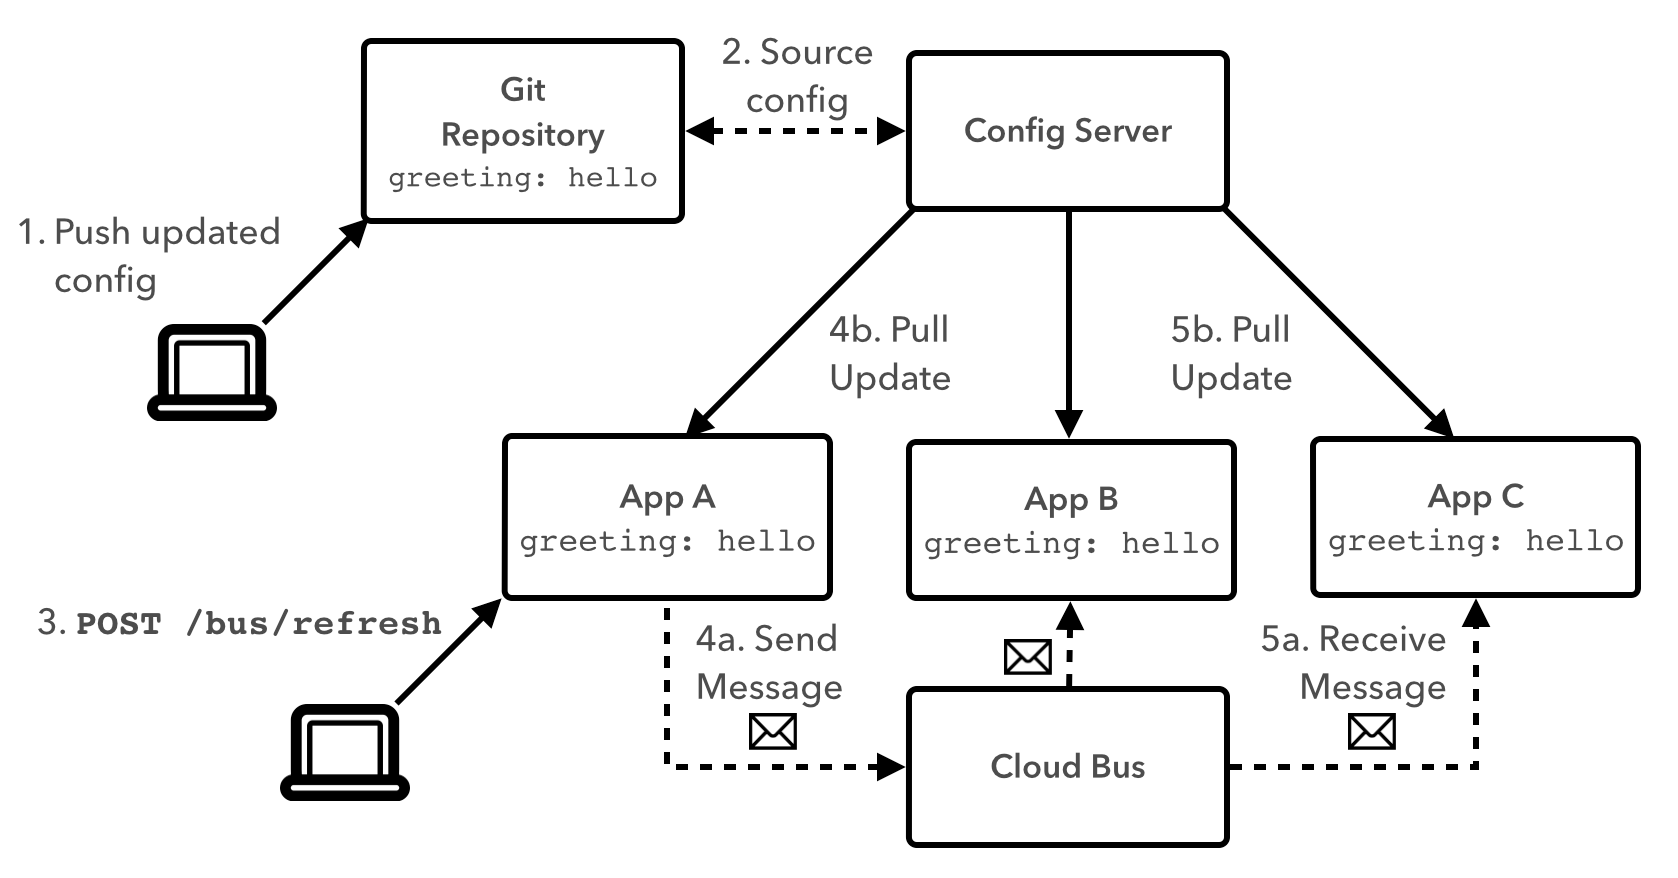 Git
Repository
greeting: hello
2. Source
config
Config Server
1. Push updated
config
4b. Pull
Update
5b. Pull
Update
App A
greeting: hello
App B
greeting: hello
App C
greeting: hello
3. POST /bus/refresh
4a. Send
Message
5a. Receive
Message
Cloud Bus